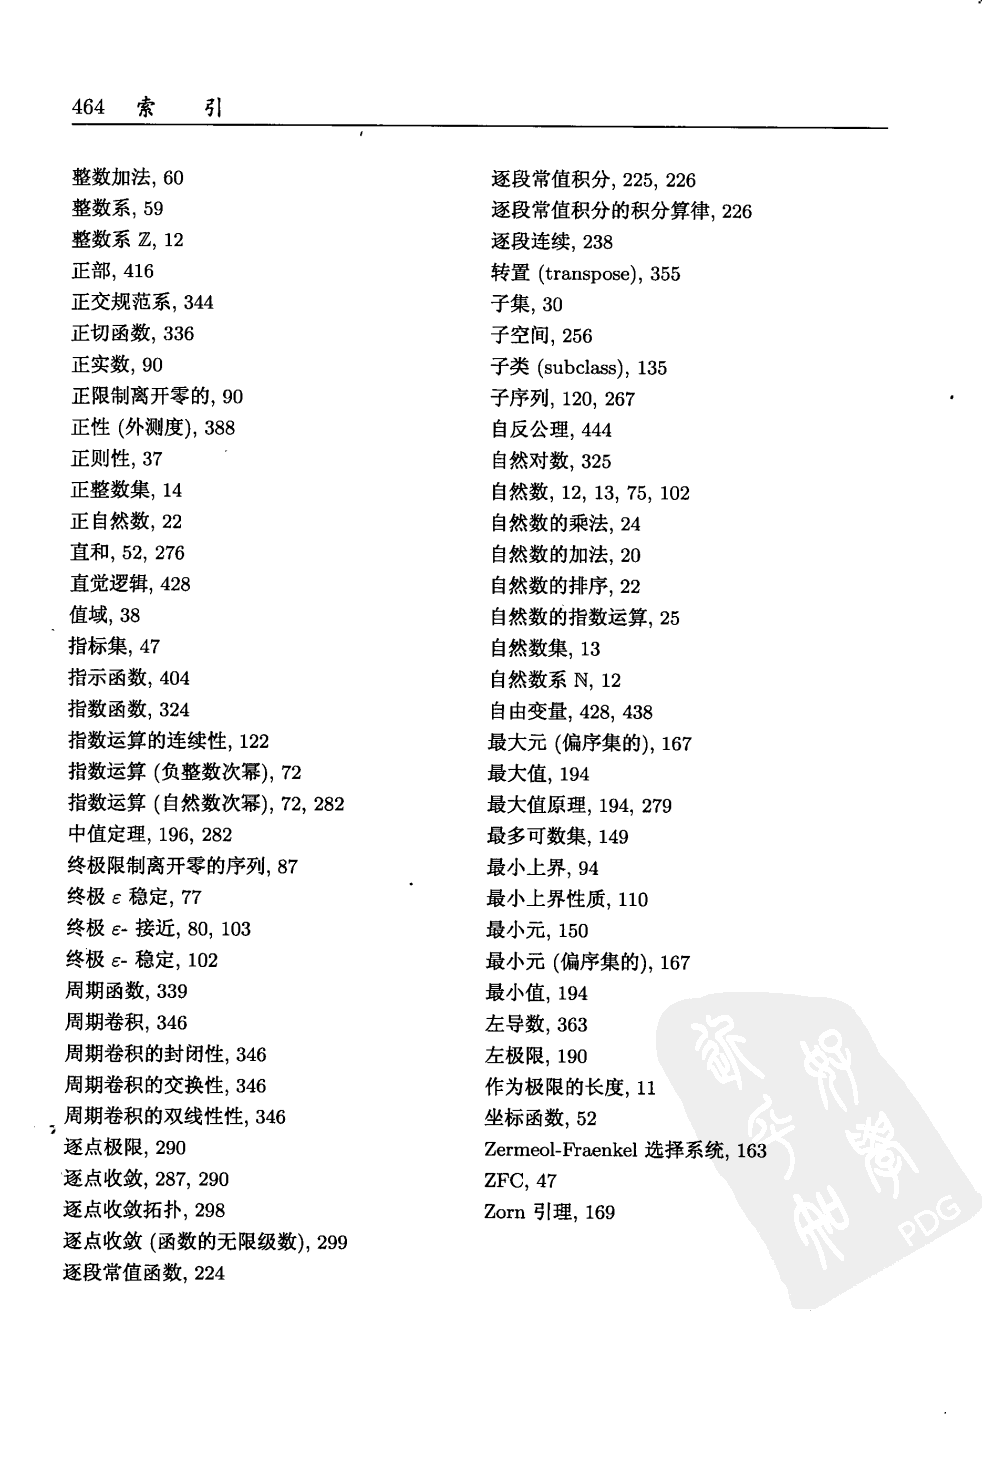 464 索 引
整数加法, 60
整数系, 59
整数系 ℤ, 12
正部, 416
正交规范系, 344
正切函数, 336
正实数, 90
正限制离开零的, 90
正性 (外测度), 388
正则性, 37
正整数集, 14
正自然数, 22
直和, 52, 276
直觉逻辑, 428
值域, 38
指标集, 47
指示函数, 404
指数函数, 324
指数运算的连续性, 122
指数运算 (负整数次幂), 72
指数运算 (自然数次幂), 72, 282
中值定理, 196, 282
终极限制离开零的序列, 87
终极 ε 稳定, 77
终极 ε- 接近, 80, 103
终极 ε- 稳定, 102
周期函数, 339
周期卷积, 346
周期卷积的封闭性, 346
周期卷积的交换性, 346
周期卷积的双线性性, 346
逐点极限, 290
逐点收敛, 287, 290
逐点收敛拓扑, 298
逐点收敛 (函数的无限级数), 299
逐段常值函数, 224
逐段常值积分, 225, 226
逐段常值积分的积分算律, 226
逐段连续, 238
转置 (transpose), 355
子集, 30
子空间, 256
子类 (subclass), 135
子序列, 120, 267
自反公理, 444
自然对数, 325
自然数, 12, 13, 75, 102
自然数的乘法, 24
自然数的加法, 20
自然数的排序, 22
自然数的指数运算, 25
自然数集, 13
自然数系 ℕ, 12
自由变量, 428, 438
最大元 (偏序集的), 167
最大值, 194
最大值原理, 194, 279
最多可数集, 149
最小上界, 94
最小上界性质, 110
最小元, 150
最小元 (偏序集的), 167
最小值, 194
左导数, 363
左极限, 190
作为极限的长度, 11
坐标函数, 52
Zermeol-Fraenkel 选择系统, 163
ZFC, 47
Zorn 引理, 169
PDG